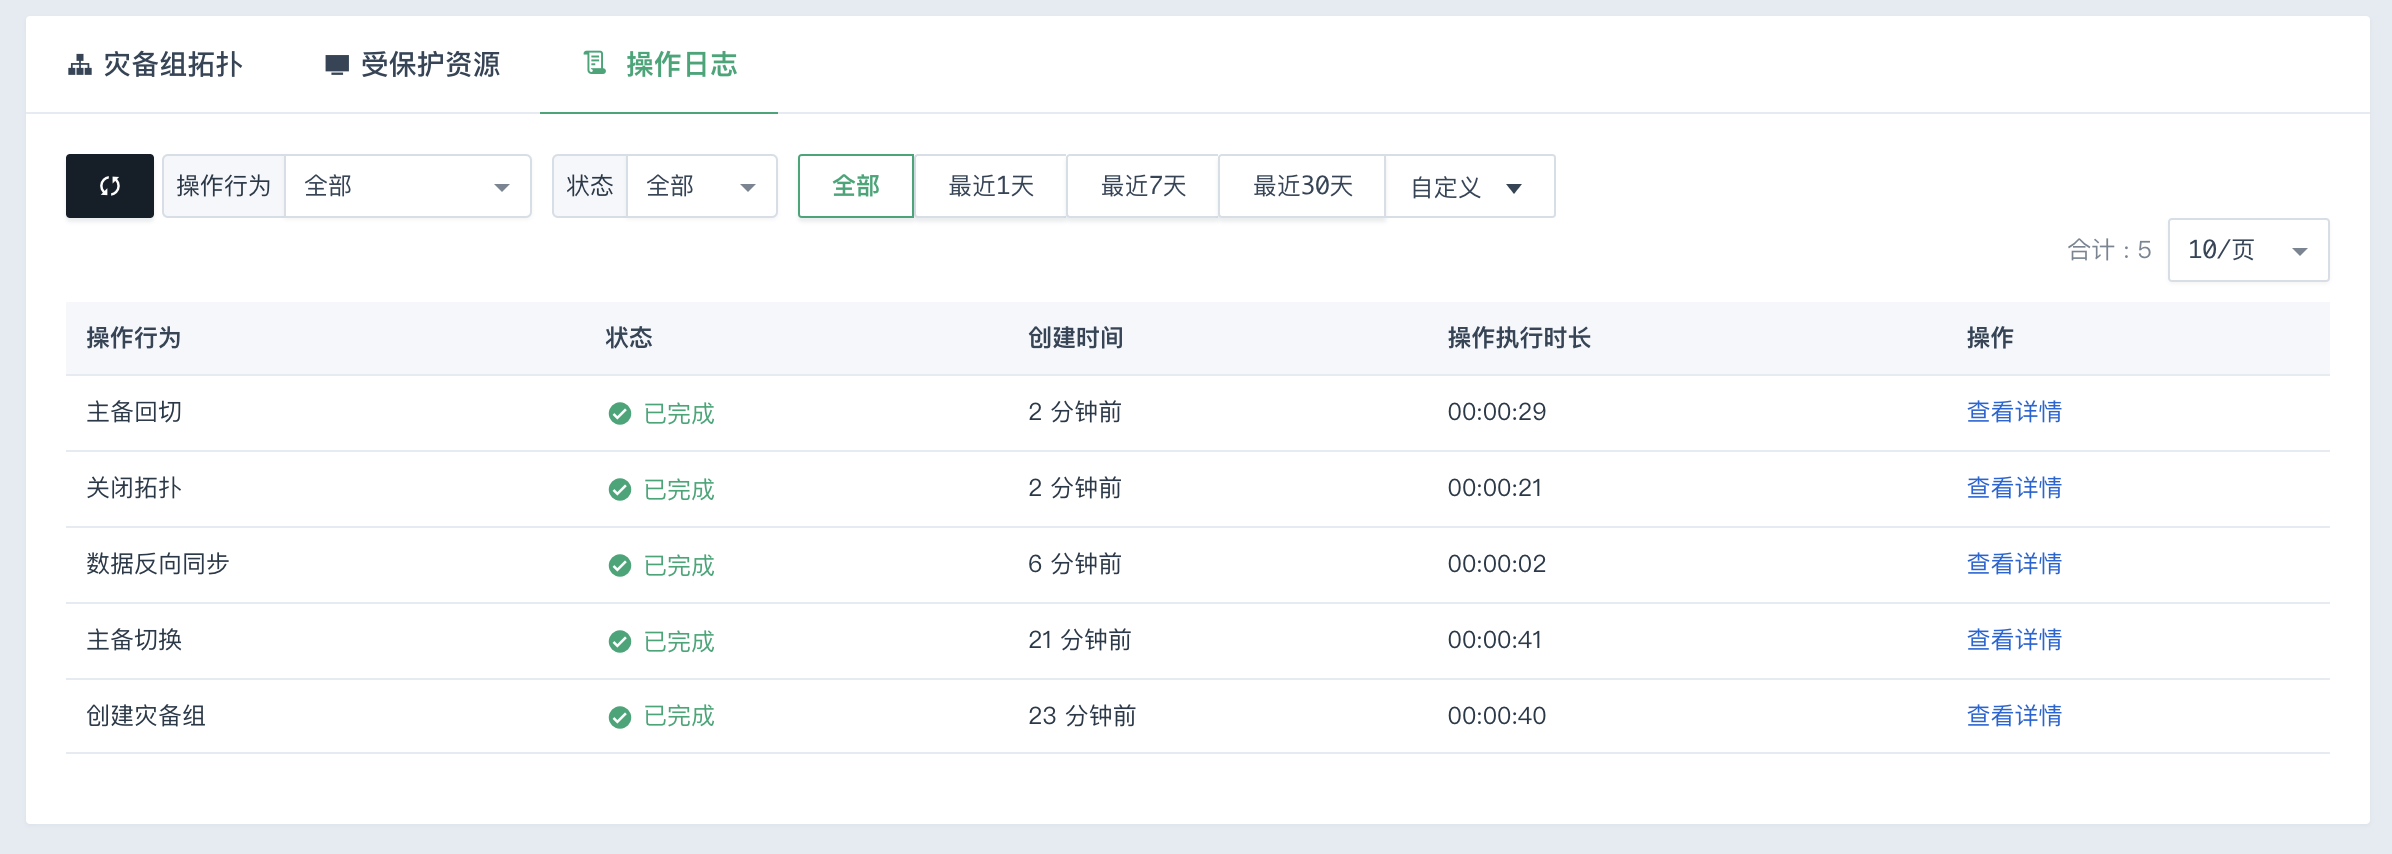 灾备组拓扑 受保护资源 操作日志
操作行为 全部 状态 全部 全部 最近1天 最近7天 最近30天 自定义
合计：5 10/页
操作行为 状态 创建时间 操作执行时长 操作
主备回切 已完成 2 分钟前 00:00:29 查看详情
关闭拓扑 已完成 2 分钟前 00:00:21 查看详情
数据反向同步 已完成 6 分钟前 00:00:02 查看详情
主备切换 已完成 21 分钟前 00:00:41 查看详情
创建灾备组 已完成 23 分钟前 00:00:40 查看详情